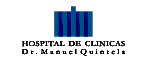 HOSPITAL DE CLINICAS
Dr. Manuel Quintela